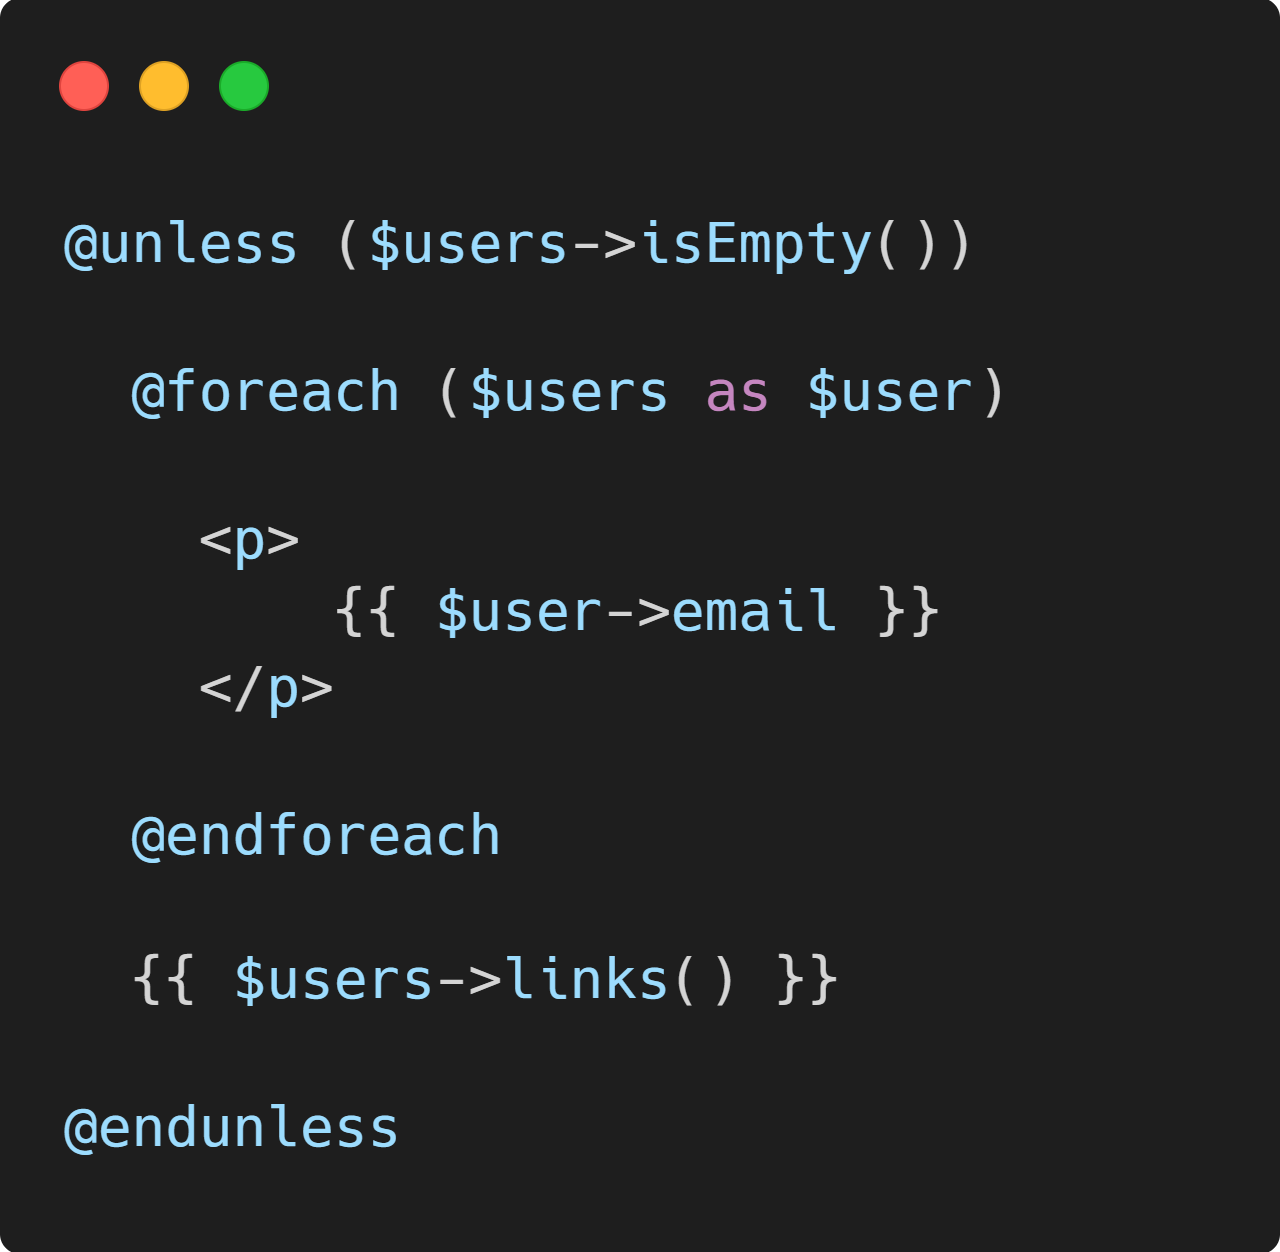 @unless ($users->isEmpty())
@foreach ($users as $user)
<p>
{{ $user->email }}
</p>
@endforeach
{{ $users->links() }}
@endunless